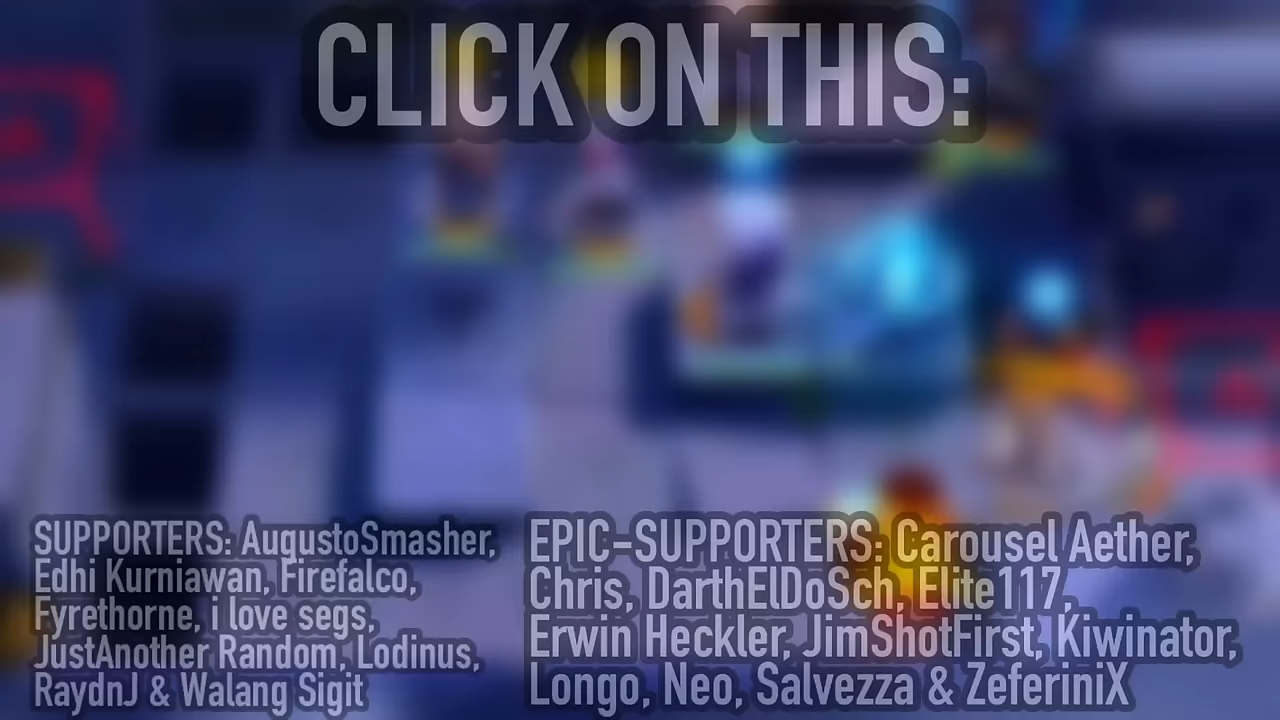 CLICK ON THIS:
SUPPORTERS: AugustoSmasher,
Edhi Kurniawan, Firefalco,
Fyrethorne, i love segs,
JustAnother Random, Lodinus,
RaydnJ & Walang Sigit
EPIC-SUPPORTERS: Carousel Aether,
Chris, DarthElDoSch, Elite117,
Erwin Heckler, JimShotFirst, Kiwinator,
Longo, Neo, Salvezza & ZeferiniX